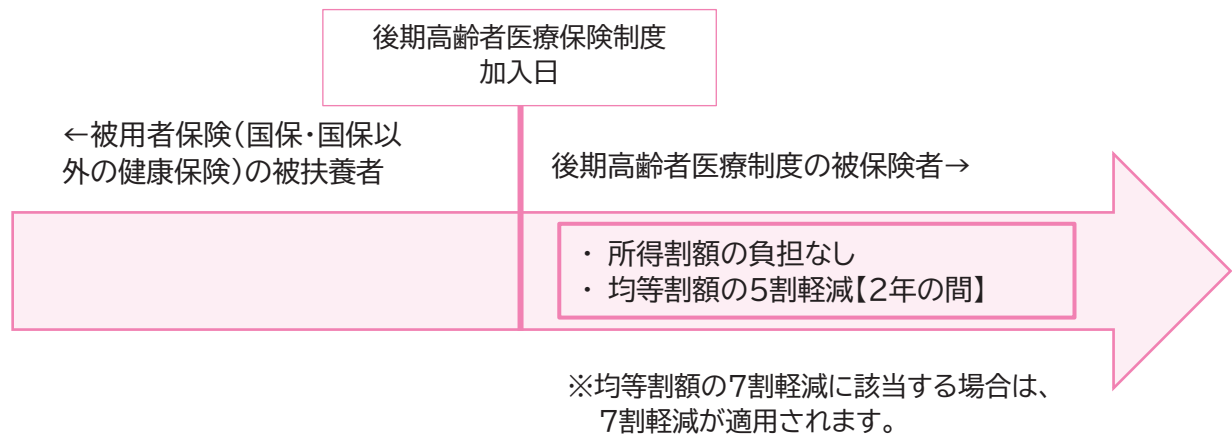 後期高齢者医療保険制度
加入日
←被用者保険(国保・国保以
外の健康保険)の被扶養者
後期高齢者医療制度の被保険者→
・ 所得割額の負担なし
・ 均等割額の5割軽減【2年の間】
※均等割額の7割軽減に該当する場合は、
7割軽減が適用されます。